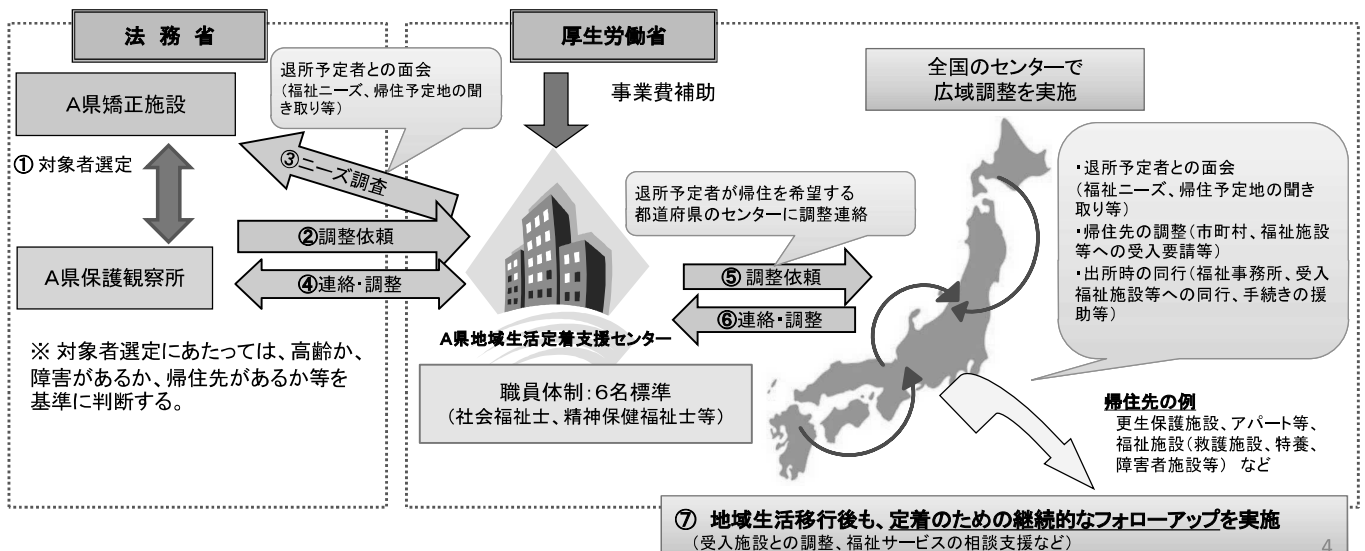 法 務 省
厚生労働省
A県矯正施設
① 対象者選定
A県保護観察所
※ 対象者選定にあたっては、高齢か、
障害があるか、帰住先があるか等を
基準に判断する。
退所予定者との面会
(福祉ニーズ、帰住予定地の聞
き取り等)
③ニーズ調査
②調整依頼
④連絡・調整
事業費補助
A県地域生活定着支援センター
職員体制:6名標準
(社会福祉士、精神保健福祉士等)
退所予定者が帰住を希望する
都道府県のセンターに調整連絡
⑤ 調整依頼
⑥連絡・調整
全国のセンターで
広域調整を実施
・退所予定者との面会
(福祉ニーズ、帰住予定地の聞き
取り等)
・帰住先の調整(市町村、福祉施設
等への受入要請等)
・出所時の同行(福祉事務所、受入
福祉施設等への同行、手続きの援
助等)
帰住先の例
更生保護施設、アパート等、
福祉施設(救護施設、特養、
障害者施設等) など
⑦ 地域生活移行後も、定着のための継続的なフォローアップを実施
(受入施設との調整、福祉サービスの相談支援など)
4